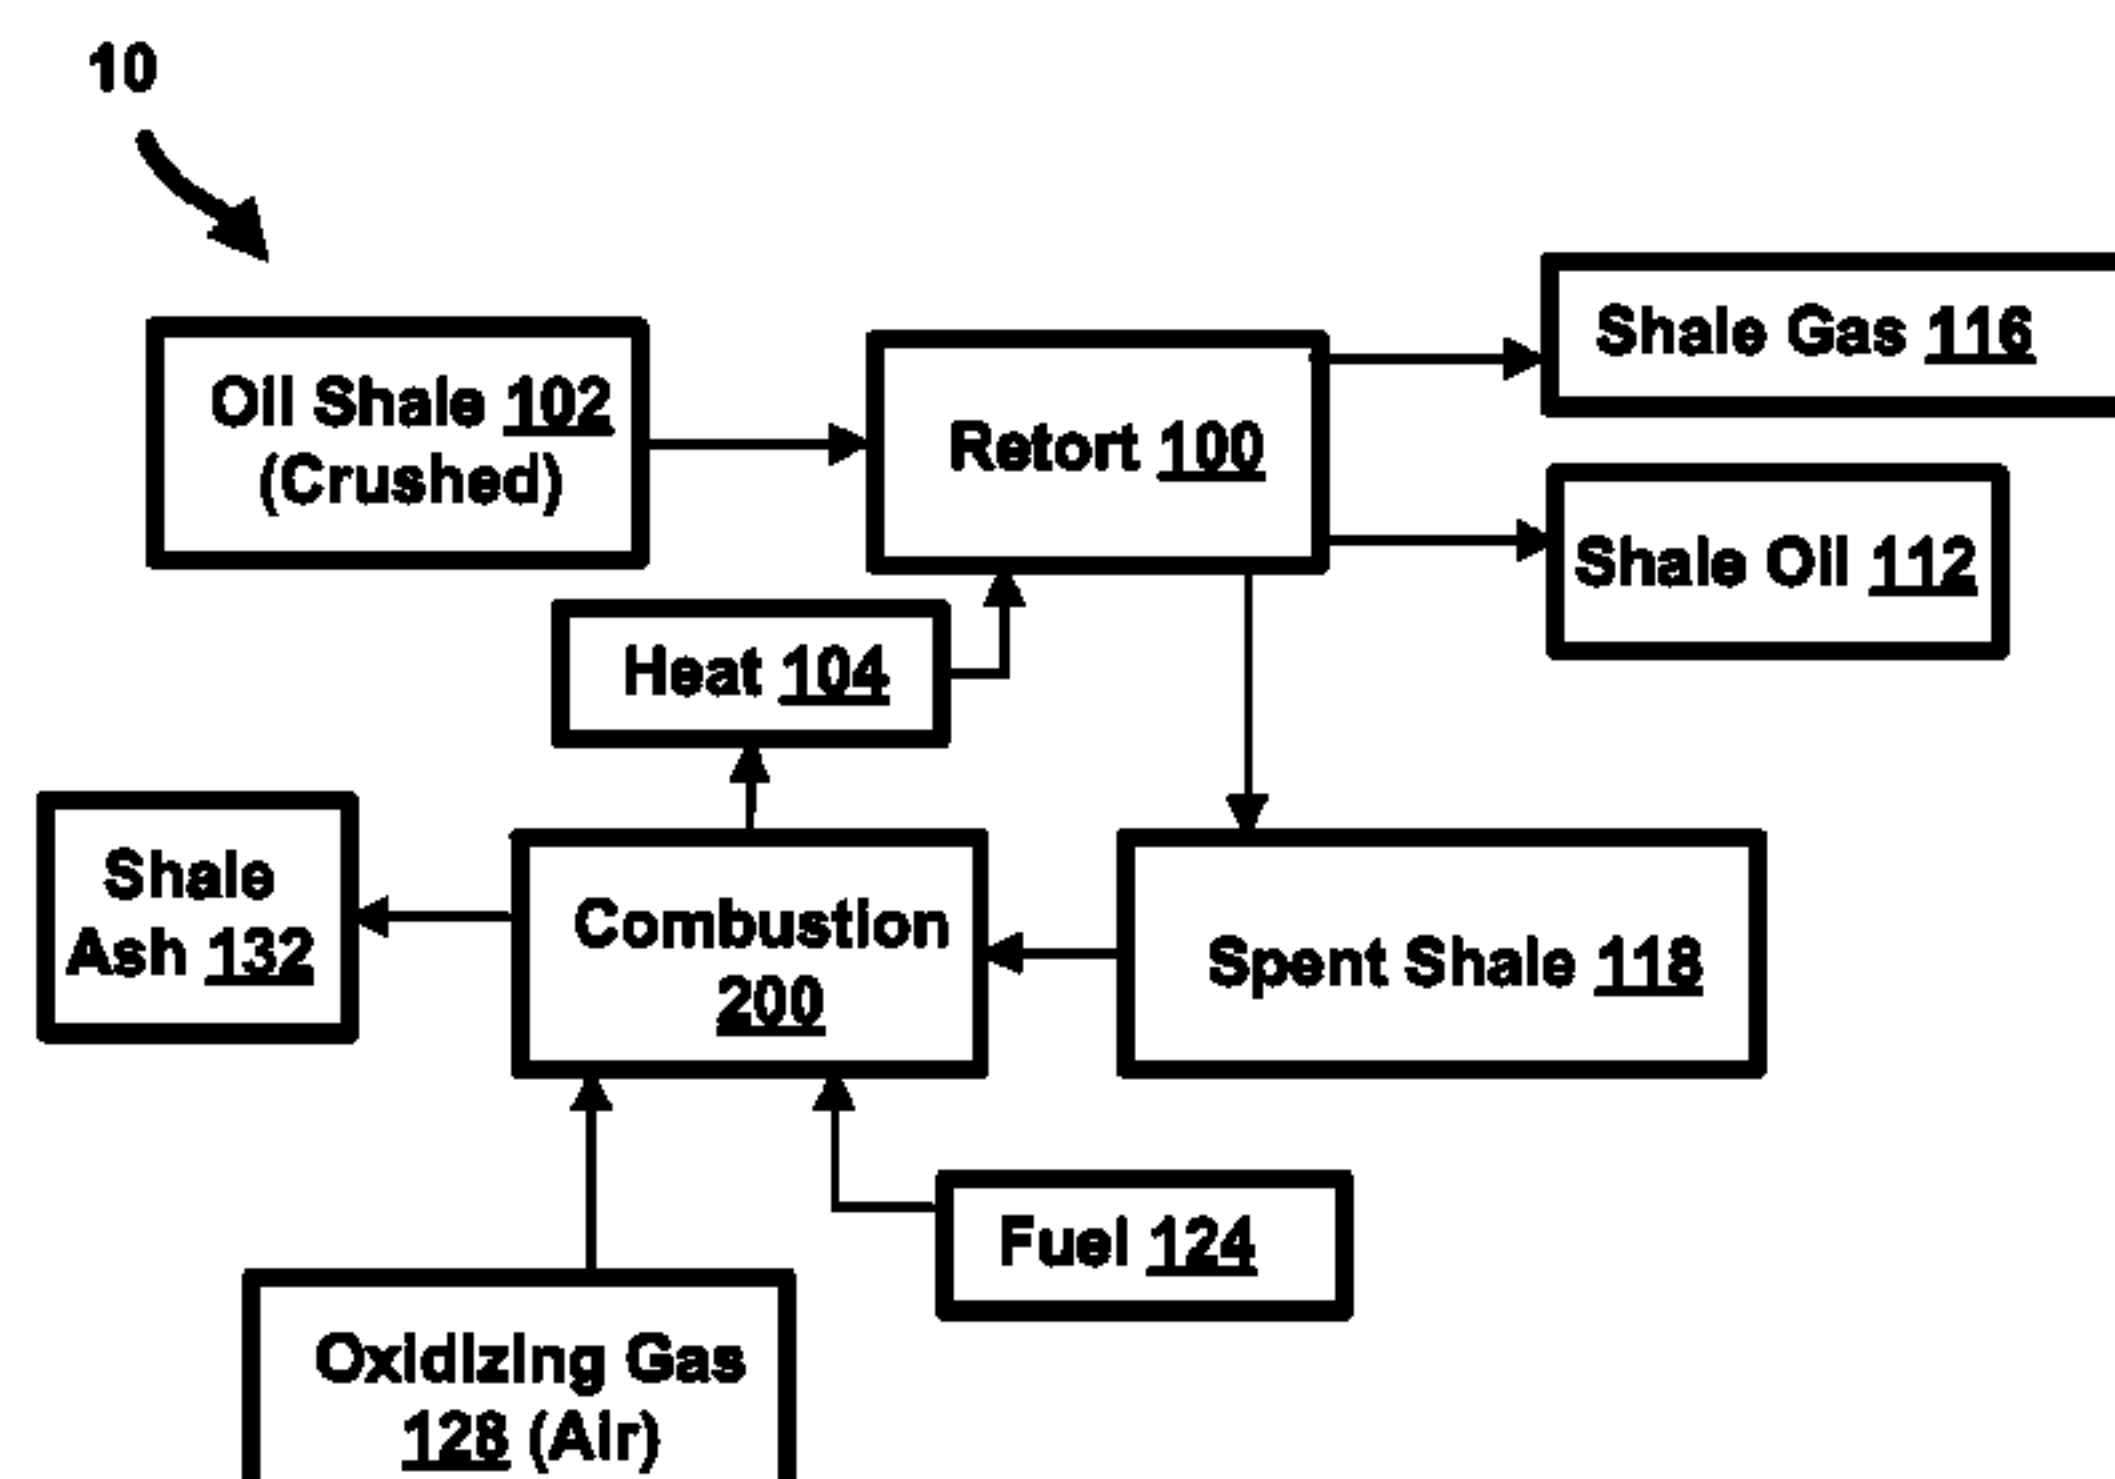 10
Oil Shale 102
(Crushed)
Retort 100
Shale Gas 116
Shale Oil 112
Heat 104
Shale
Ash 132
Combustion
200
Spent Shale 118
Fuel 124
Oxidizing Gas
128 (Air)